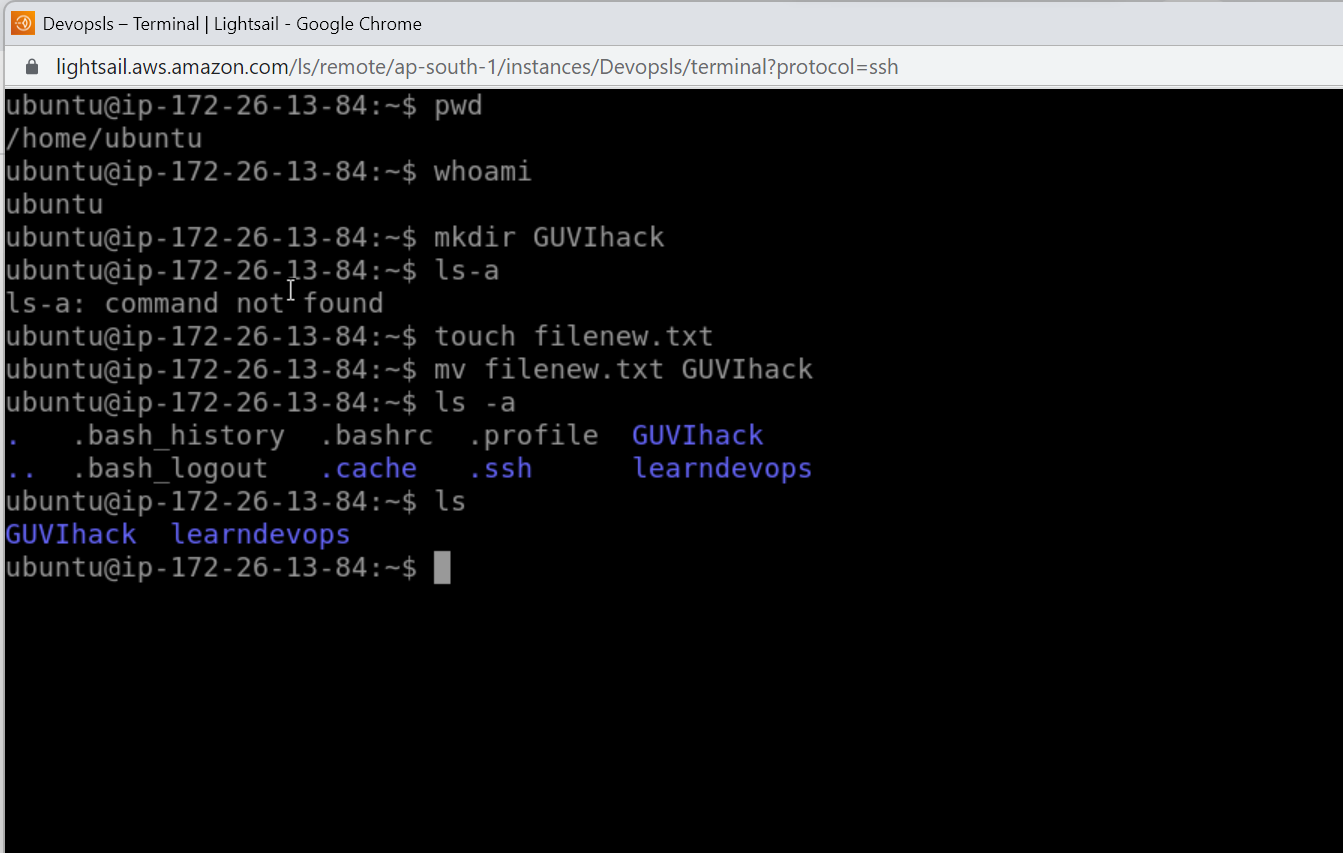 Devopsls – Terminal | Lightsail - Google Chrome
lightsail.aws.amazon.com/ls/remote/ap-south-1/instances/Devopsls/terminal?protocol=ssh
ubuntu@ip-172-26-13-84:~$ pwd
/home/ubuntu
ubuntu@ip-172-26-13-84:~$ whoami
ubuntu
ubuntu@ip-172-26-13-84:~$ mkdir GUVIhack
ubuntu@ip-172-26-13-84:~$ ls-a
ls-a: command not found
ubuntu@ip-172-26-13-84:~$ touch filenew.txt
ubuntu@ip-172-26-13-84:~$ mv filenew.txt GUVIhack
ubuntu@ip-172-26-13-84:~$ ls -a
.   .bash_history  .bashrc  .profile  GUVIhack
..  .bash_logout   .cache   .ssh      learndevops
ubuntu@ip-172-26-13-84:~$ ls
GUVIhack  learndevops
ubuntu@ip-172-26-13-84:~$